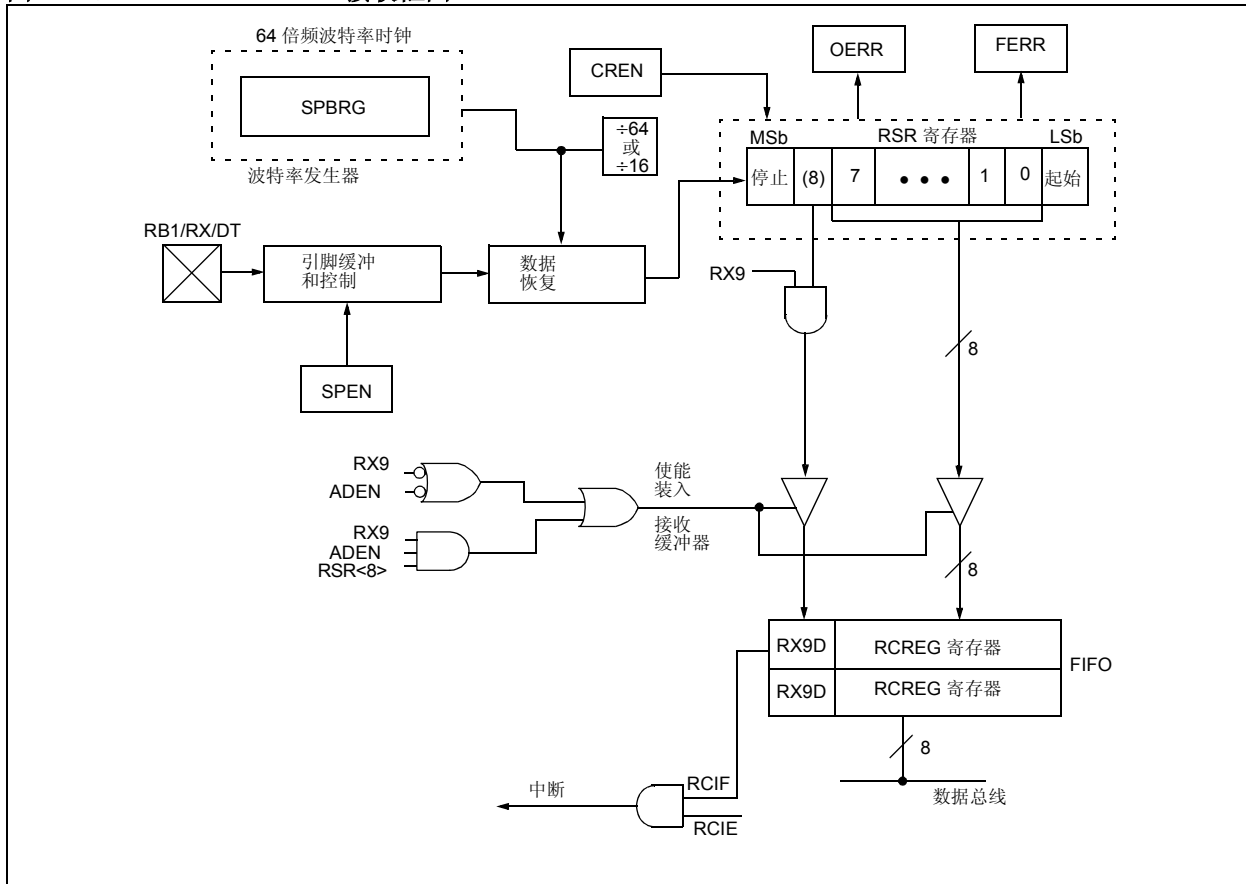 64 倍频波特率时钟
SPBRG
波特率发生器
CREN
OERR
FERR
÷64
或
÷16
MSb
RSR 寄存器
LSb
停止
(8)
7
• • •
1
0
起始
RB1/RX/DT
引脚缓冲
和控制
数据
恢复
SPEN
RX9
8
RX9
ADEN
RX9
ADEN
RSR<8>
使能
装入
接收
缓冲器
8
RX9D
RCREG 寄存器
RX9D
RCREG 寄存器
FIFO
8
数据总线
中断
RCIF
RCIE